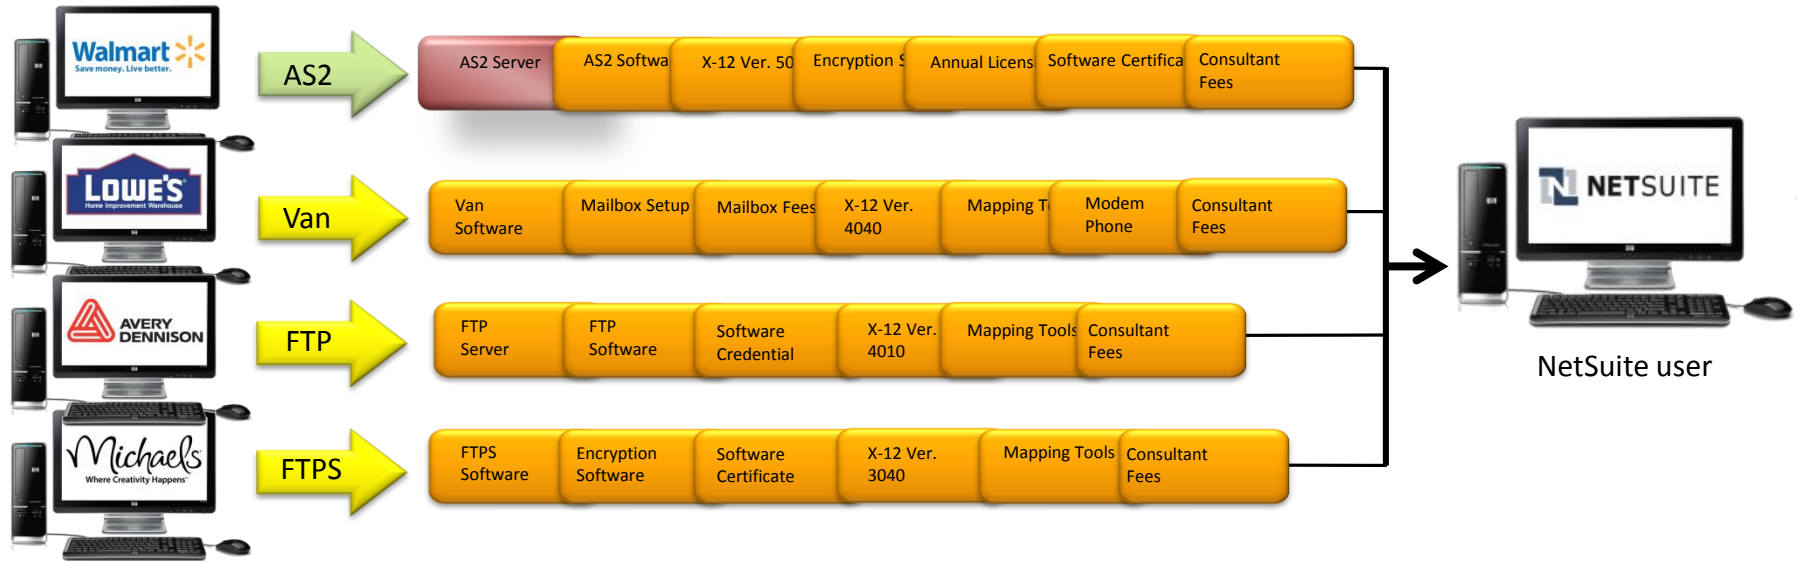 Walmart
Save money. Live better.
AS2
AS2 Server
AS2 Softwa
X-12 Ver. 50
Encryption S
Annual Licens
Software Certifica
Consultant
Fees
LOWE'S
Home Improvement Warehouse
Van
Van
Software
Mailbox Setup
Mailbox Fees
X-12 Ver.
4040
Mapping T
Modem
Phone
Consultant
Fees
NETSUITE
NetSuite user
AVERY
DENNISON
FTP
FTP
Server
FTP
Software
Software
Credential
X-12 Ver.
4010
Mapping Tools
Consultant
Fees
Michaels
Where Creativity Happens™
FTPS
FTPS
Software
Encryption
Software
Software
Certificate
X-12 Ver.
3040
Mapping Tools
Consultant
Fees